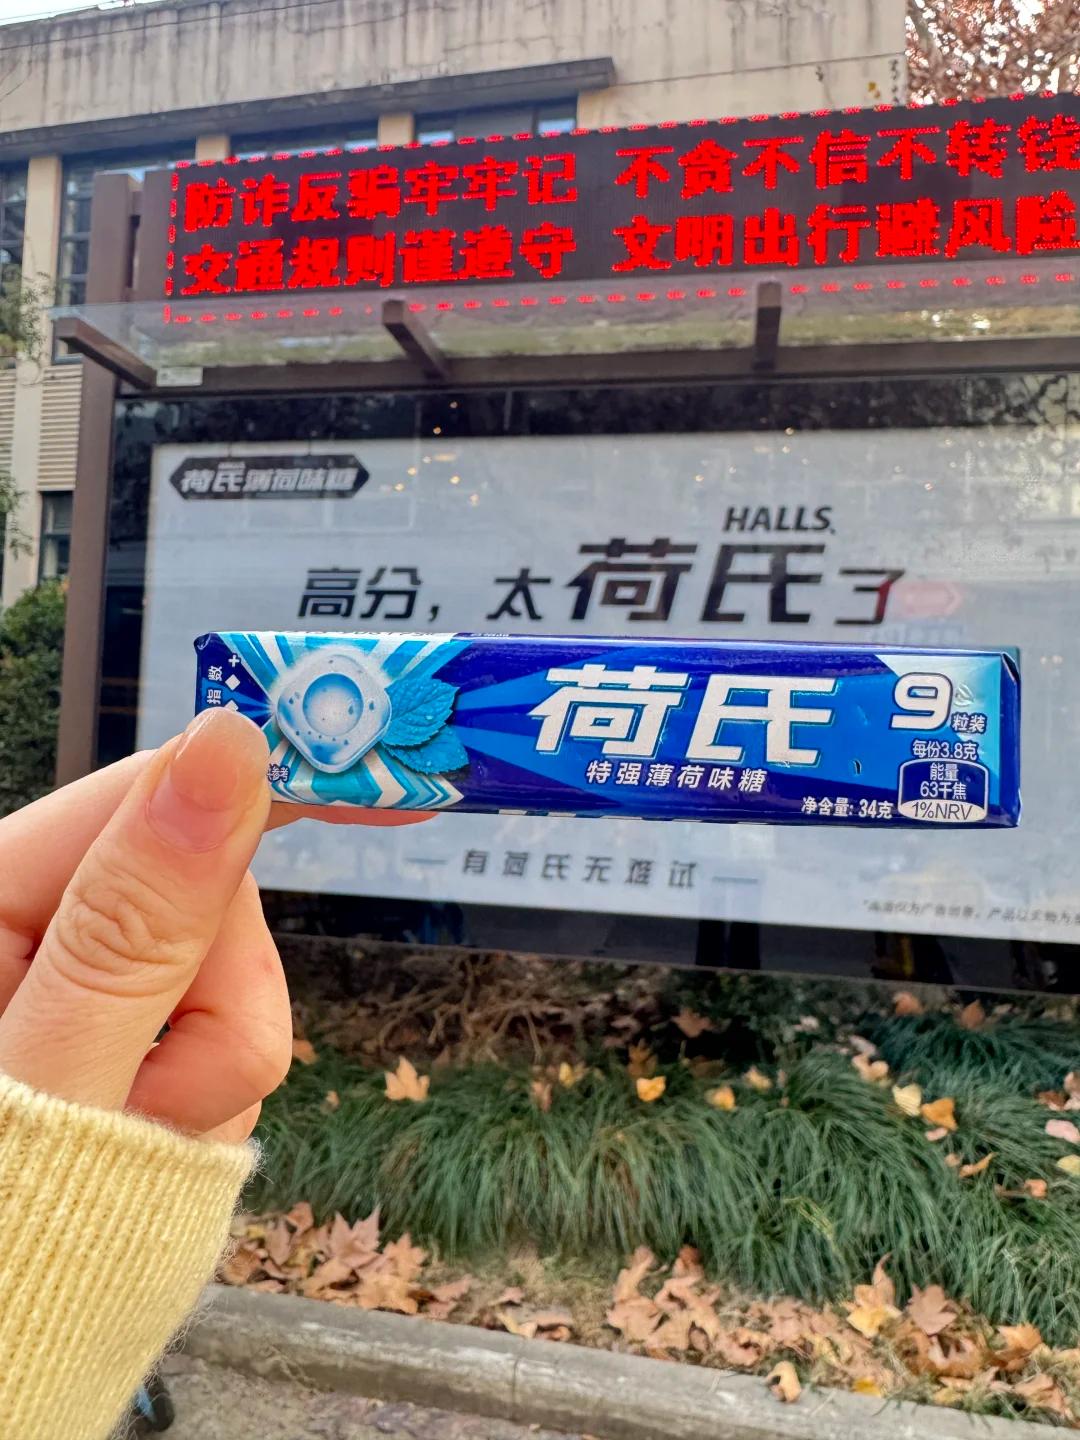 防诈反骗牢牢记 不贪不信不转钱
交通规则谨遵守 文明出行避风险
荷氏薄荷味糖
HALLS
高分，太荷氏了
指数
荷氏
特强薄荷味糖
9粒装
每份3.8克
能量
63千焦
1%NRV
净含量: 34克
参考
有荷氏无难试